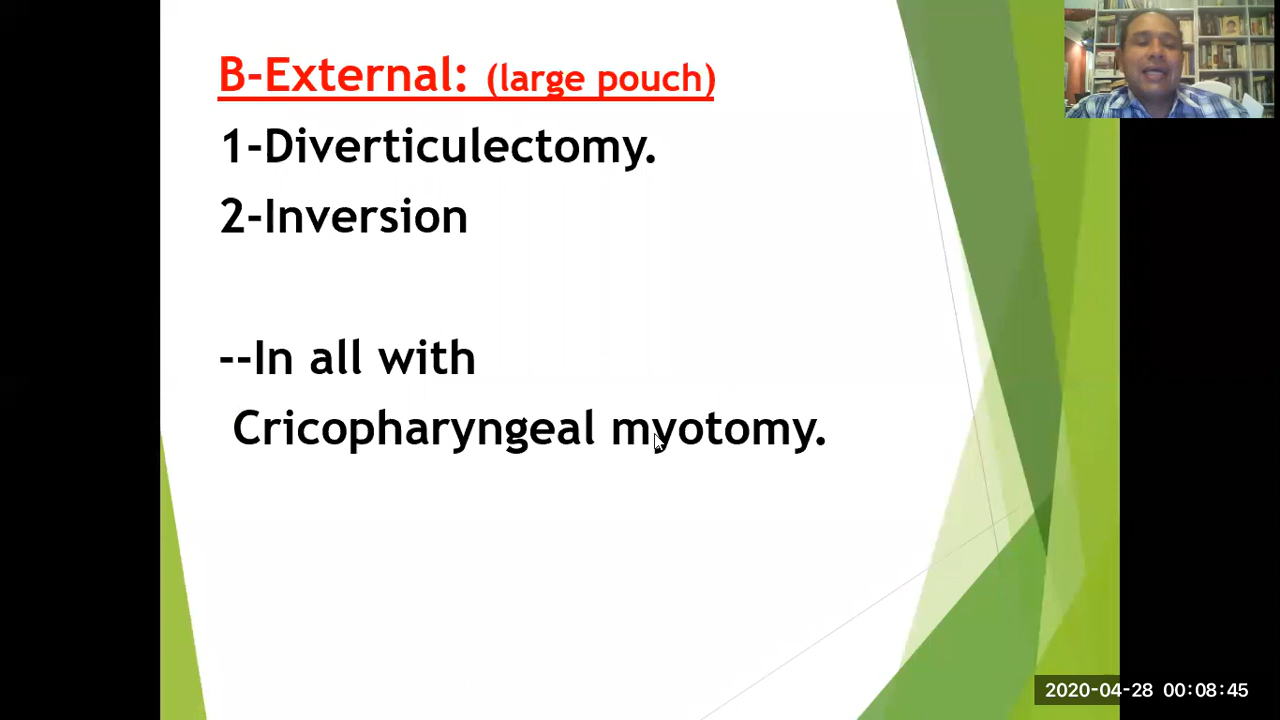 B-External: (large pouch)
1-Diverticulectomy.
2-Inversion
--In all with
Cricopharyngeal myotomy.
2020-04-28 00:08:45